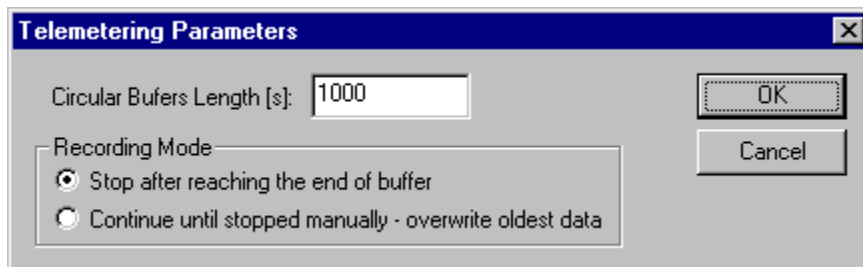 Telemetering Parameters
Circular Bufers Length [s]: 1000
OK
Recording Mode
Cancel
Stop after reaching the end of buffer
Continue until stopped manually - overwrite oldest data